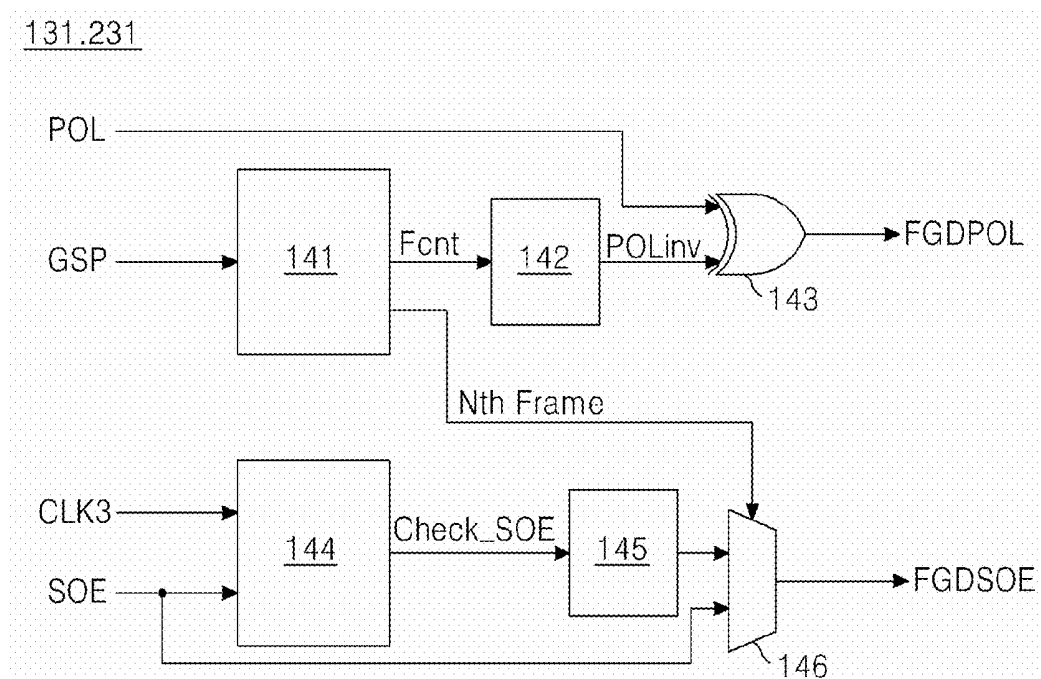 131.231
POL
GSP
141
Fcnt
142
POLinv
143
FGDPOL
Nth Frame
CLK3
SOE
144
Check_SOE
145
146
FGDSOE